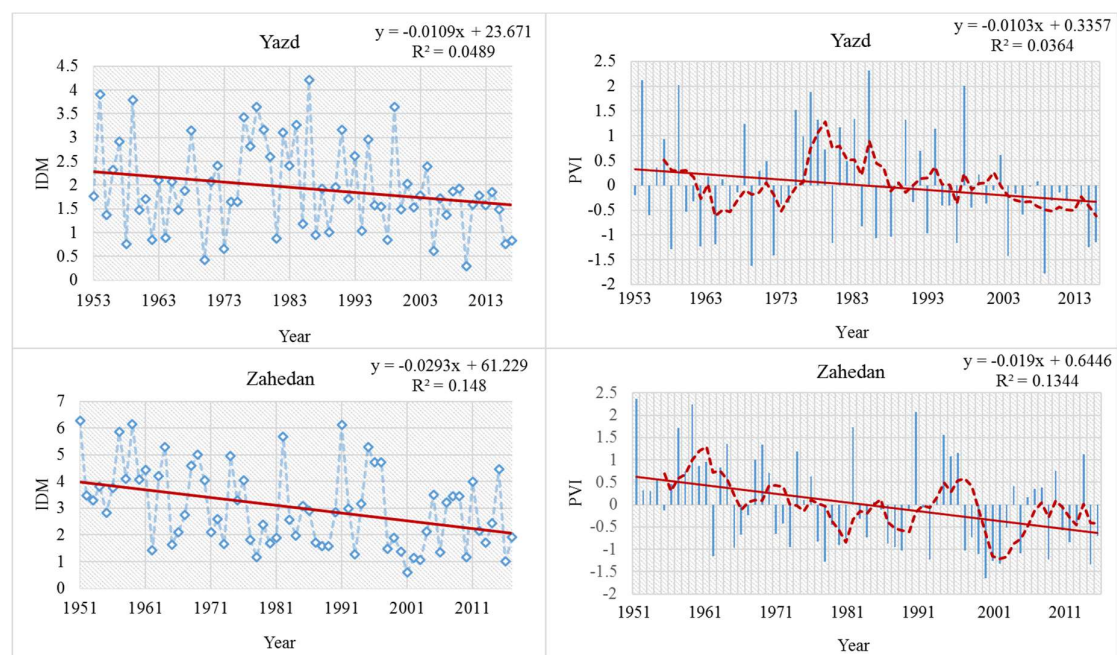 Yazd
y = -0.0109x + 23.671
R² = 0.0489
IDM
4.5
4
3.5
3
2.5
2
1.5
1
0.5
0
1953 1963 1973 1983 1993 2003 2013
Year
Yazd
y = -0.0103x + 0.3357
R² = 0.0364
PVI
2.5
2
1.5
1
0.5
0
-0.5
-1
-1.5
-2
1953 1963 1973 1983 1993 2003 2013
Year
Zahedan
y = -0.0293x + 61.229
R² = 0.148
IDM
7
6
5
4
3
2
1
0
1951 1961 1971 1981 1991 2001 2011
Year
Zahedan
y = -0.019x + 0.6446
R² = 0.1344
PVI
2.5
2
1.5
1
0.5
0
-0.5
-1
-1.5
-2
1951 1961 1971 1981 1991 2001 2011
Year